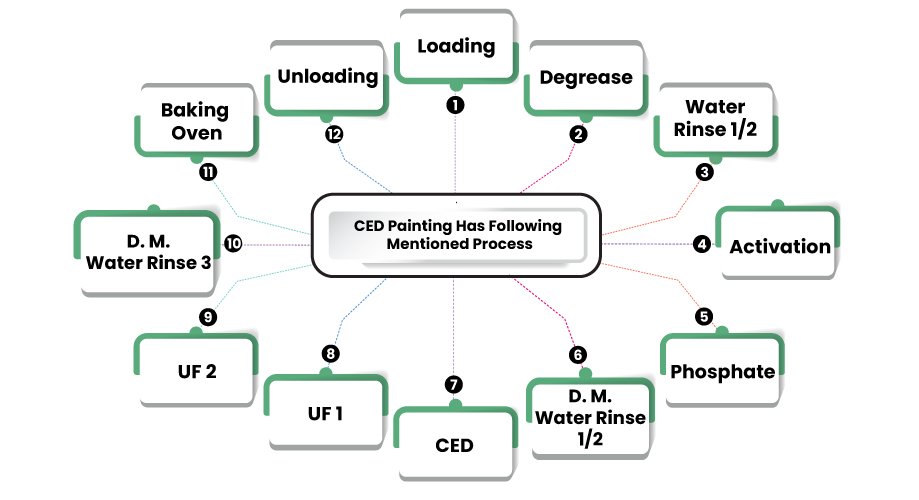 Loading
1
Degrease
2
Water
Rinse 1/2
3
Activation
4
Phosphate
5
D. M.
Water Rinse
1/2
6
CED
7
UF 1
8
UF 2
9
D. M.
Water Rinse 3
10
Baking
Oven
11
Unloading
12
CED Painting Has Following
Mentioned Process